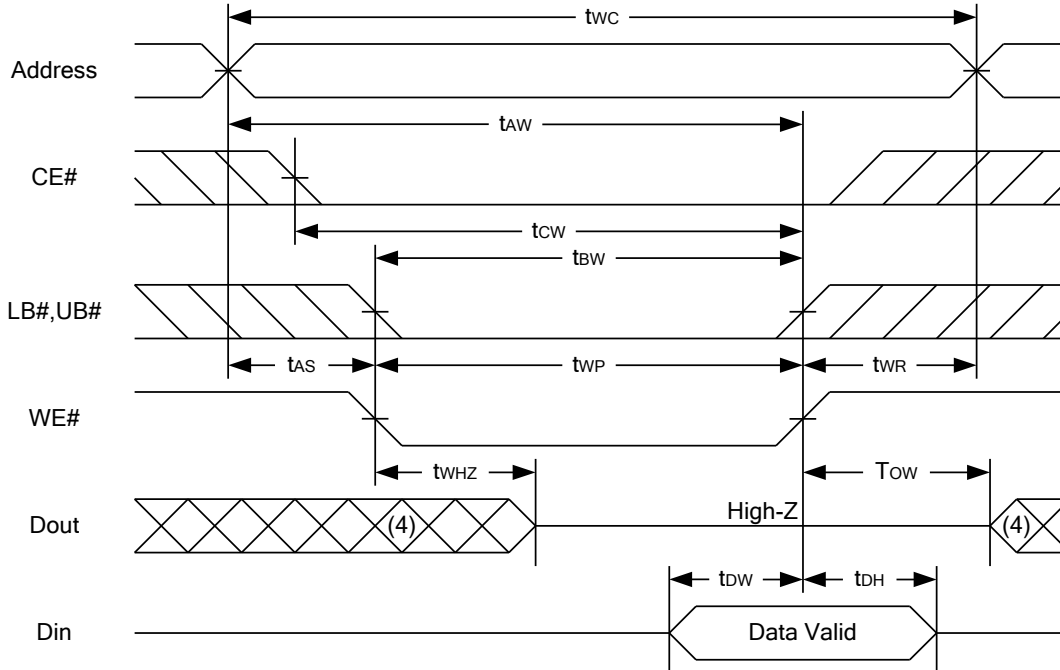 tWC
Address
tAW
CE#
tCW
tBW
LB#,UB#
tAS tWP tWR
WE#
tWHZ TOW
Dout (4) High-Z (4)
tDW tDH
Din Data Valid